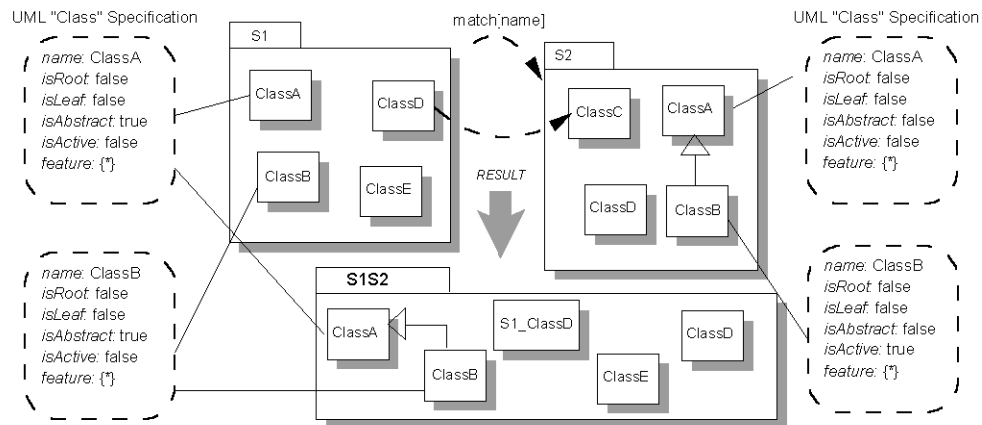 UML "Class" Specification
name: ClassA
isRoot: false
isLeaf: false
isAbstract: true
isActive: false
feature: {*}
name: ClassB
isRoot: false
isLeaf: false
isAbstract: true
isActive: false
feature: {*}
S1
ClassA
ClassD
ClassB
ClassE
match[name]
RESULT
S2
ClassC
ClassA
ClassD
ClassB
UML "Class" Specification
name: ClassA
isRoot: false
isLeaf: false
isAbstract: false
isActive: false
feature: {*}
name: ClassB
isRoot: false
isLeaf: false
isAbstract: false
isActive: true
feature: {*}
S1S2
ClassA
S1_ClassD
ClassD
ClassB
ClassE